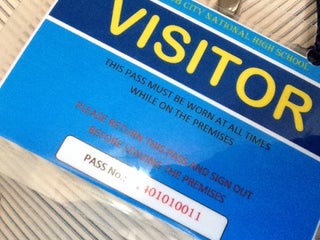 CITY NATIONAL HIGH SCHOOL
VISITOR
THIS PASS MUST BE WORN AT ALL TIMES
WHILE ON THE PREMISES
PLEASE RETURN THIS PASS AND SIGN OUT
BEFORE LEAVING THE PREMISES
PASS No.: